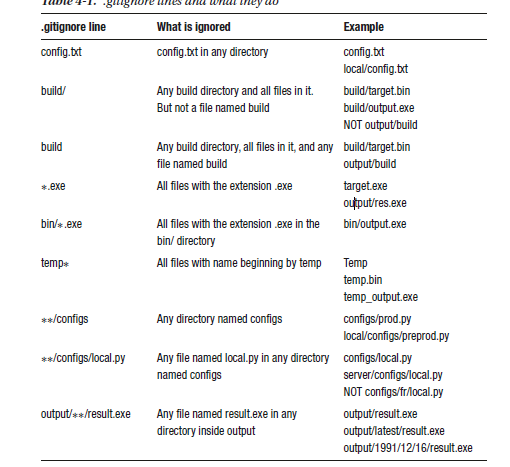 Table 4-1. .gitignore lines and what they do
.gitignore line What is ignored Example
config.txt config.txt in any directory config.txt
local/config.txt
build/ Any build directory and all files in it. build/target.bin
But not a file named build build/output.exe
NOT output/build
build Any build directory, all files in it, and any build/target.bin
file named build output/build
*.exe All files with the extension .exe target.exe
output/res.exe
bin/*.exe All files with the extension .exe in the bin/output.exe
bin/ directory
temp* All files with name beginning by temp Temp
temp.bin
temp_output.exe
**/configs Any directory named configs configs/prod.py
local/configs/preprod.py
**/configs/local.py Any file named local.py in any directory configs/local.py
named configs server/configs/local.py
NOT configs/fr/local.py
output/**/result.exe Any file named result.exe in any output/result.exe
directory inside output output/latest/result.exe
output/1991/12/16/result.exe